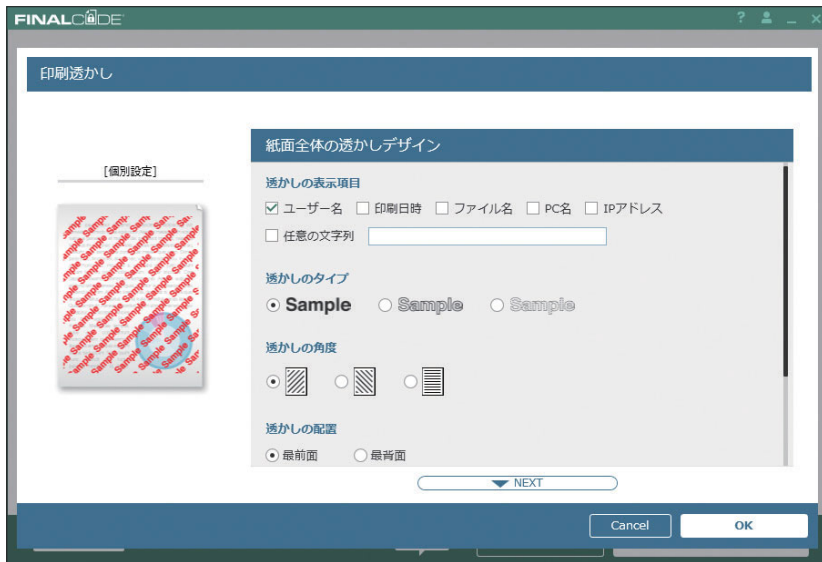 FINALCODE
印刷透かし
紙面全体の透かしデザイン
[個別設定]
透かしの表示項目
ユーザー名 印刷日時 ファイル名 PC名 IPアドレス
任意の文字列
透かしのタイプ
Sample Sample Sample
透かしの角度
透かしの配置
最前面 最背面
NEXT
Cancel OK